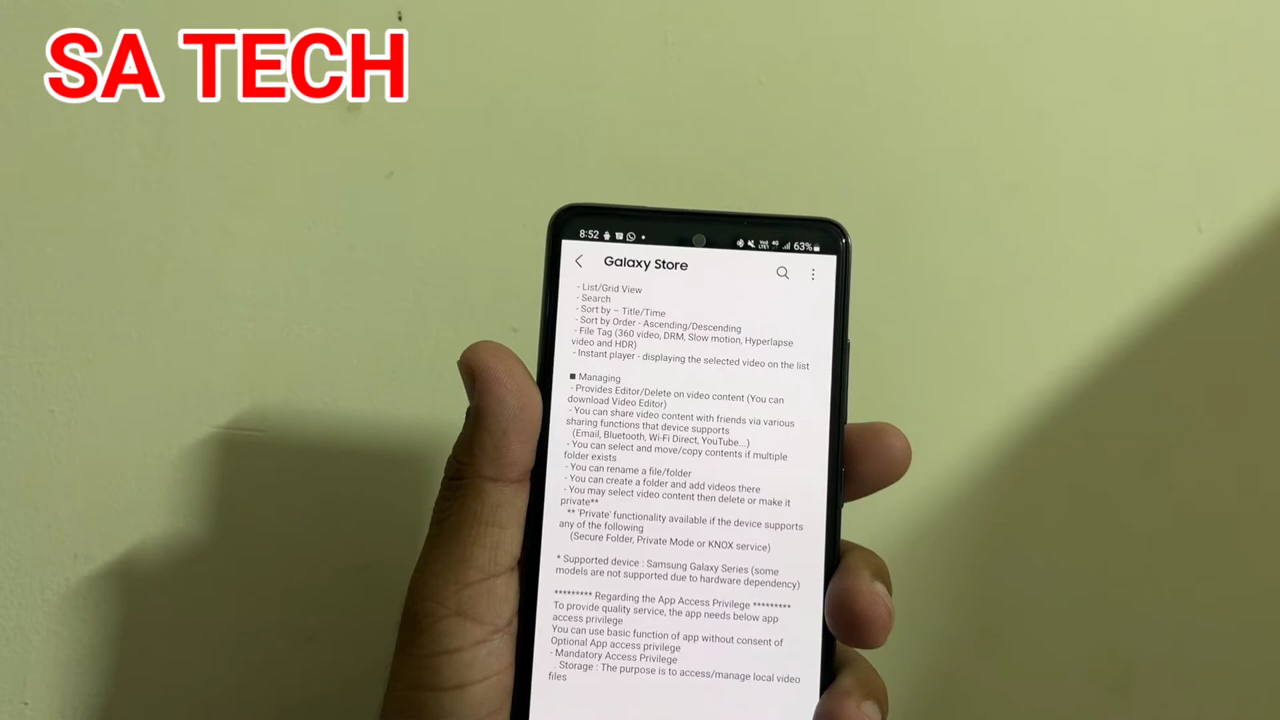 SA TECH
8:52
63%
Galaxy Store
- List/Grid View
- Search
- Sort by – Title/Time
- Sort by Order - Ascending/Descending
- File Tag (360 video, DRM, Slow motion, Hyperlapse
video and HDR)
- Instant player - displaying the selected video on the list
■ Managing
- Provides Editor/Delete on video content (You can
download Video Editor)
- You can share video content with friends via various
sharing functions that device supports
(Email, Bluetooth, Wi-Fi Direct, YouTube...)
- You can select and move/copy contents if multiple
folder exists
- You can rename a file/folder
- You can create a folder and add videos there
- You may select video content then delete or make it
private**
** 'Private' functionality available if the device supports
any of the following
(Secure Folder, Private Mode or KNOX service)
* Supported device : Samsung Galaxy Series (some
models are not supported due to hardware dependency)
********* Regarding the App Access Privilege *********
To provide quality service, the app needs below app
access privilege
You can use basic function of app without consent of
Optional App access privilege
- Mandatory Access Privilege
. Storage : The purpose is to access/manage local video
files